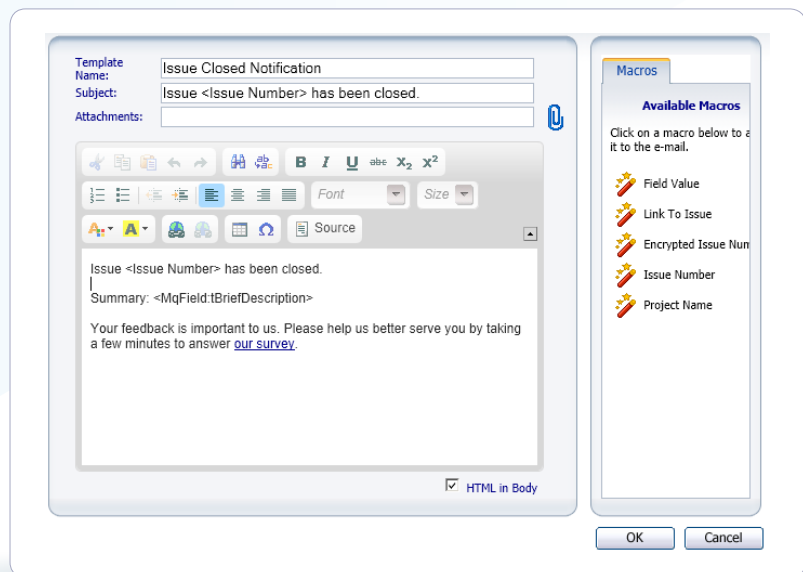 Template
Name:
Issue Closed Notification
Subject:
Issue <Issue Number> has been closed.
Attachments:
B I U abc X₂ X²
Font
Size
A
A
Ω
Source
Issue <Issue Number> has been closed.
Summary: <MqField:tBriefDescription>
Your feedback is important to us. Please help us better serve you by taking
a few minutes to answer our survey.
HTML in Body
Macros
Available Macros
Click on a macro below to a
it to the e-mail.
Field Value
Link To Issue
Encrypted Issue Num
Issue Number
Project Name
OK
Cancel